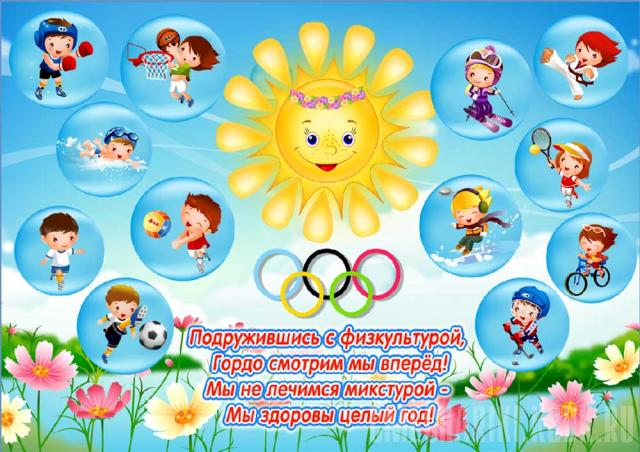 Подружившись с физкультурой,
Гордо смотрим мы вперёд!
Мы не лечимся микстурой -
Мы здоровы целый год!